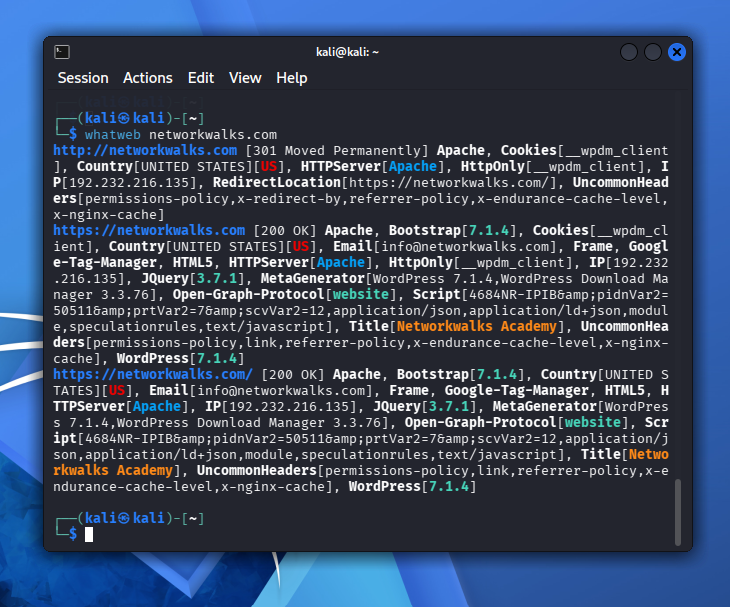 kali@kali: ~
Session Actions Edit View Help
┌──(kali㉿kali)-[~]
└─$ whatweb networkwalks.com
http://networkwalks.com [301 Moved Permanently] Apache, Cookies[__wpdm_client
], Country[UNITED STATES][US], HTTPServer[Apache], HttpOnly[__wpdm_client], I
P[192.232.216.135], RedirectLocation[https://networkwalks.com/], UncommonHead
ers[permissions-policy,x-redirect-by,referrer-policy,x-endurance-cache-level,
x-nginx-cache]
https://networkwalks.com [200 OK] Apache, Bootstrap[7.1.4], Cookies[__wpdm_cl
ient], Country[UNITED STATES][US], Email[info@networkwalks.com], Frame, Googl
e-Tag-Manager, HTML5, HTTPServer[Apache], HttpOnly[__wpdm_client], IP[192.232
.216.135], JQuery[3.7.1], MetaGenerator[WordPress 7.1.4,WordPress Download Ma
nager 3.3.76], Open-Graph-Protocol[website], Script[4684NR-IPIB&amp;pidnVar2=
50511&amp;prtVar2=7&amp;scvVar2=12,application/json,application/ld+json,modul
e,speculationrules,text/javascript], Title[Networkwalks Academy], UncommonHea
ders[permissions-policy,link,referrer-policy,x-endurance-cache-level,x-nginx-
cache], WordPress[7.1.4]
https://networkwalks.com/ [200 OK] Apache, Bootstrap[7.1.4], Country[UNITED S
TATES][US], Email[info@networkwalks.com], Frame, Google-Tag-Manager, HTML5, H
TTPServer[Apache], IP[192.232.216.135], JQuery[3.7.1], MetaGenerator[WordPres
s 7.1.4,WordPress Download Manager 3.3.76], Open-Graph-Protocol[website], Scr
ipt[4684NR-IPIB&amp;pidnVar2=50511&amp;prtVar2=7&amp;scvVar2=12,application/j
son,application/ld+json,module,speculationrules,text/javascript], Title[Netwo
rkwalks Academy], UncommonHeaders[permissions-policy,link,referrer-policy,x-e
ndurance-cache-level,x-nginx-cache], WordPress[7.1.4]
┌──(kali㉿kali)-[~]
└─$